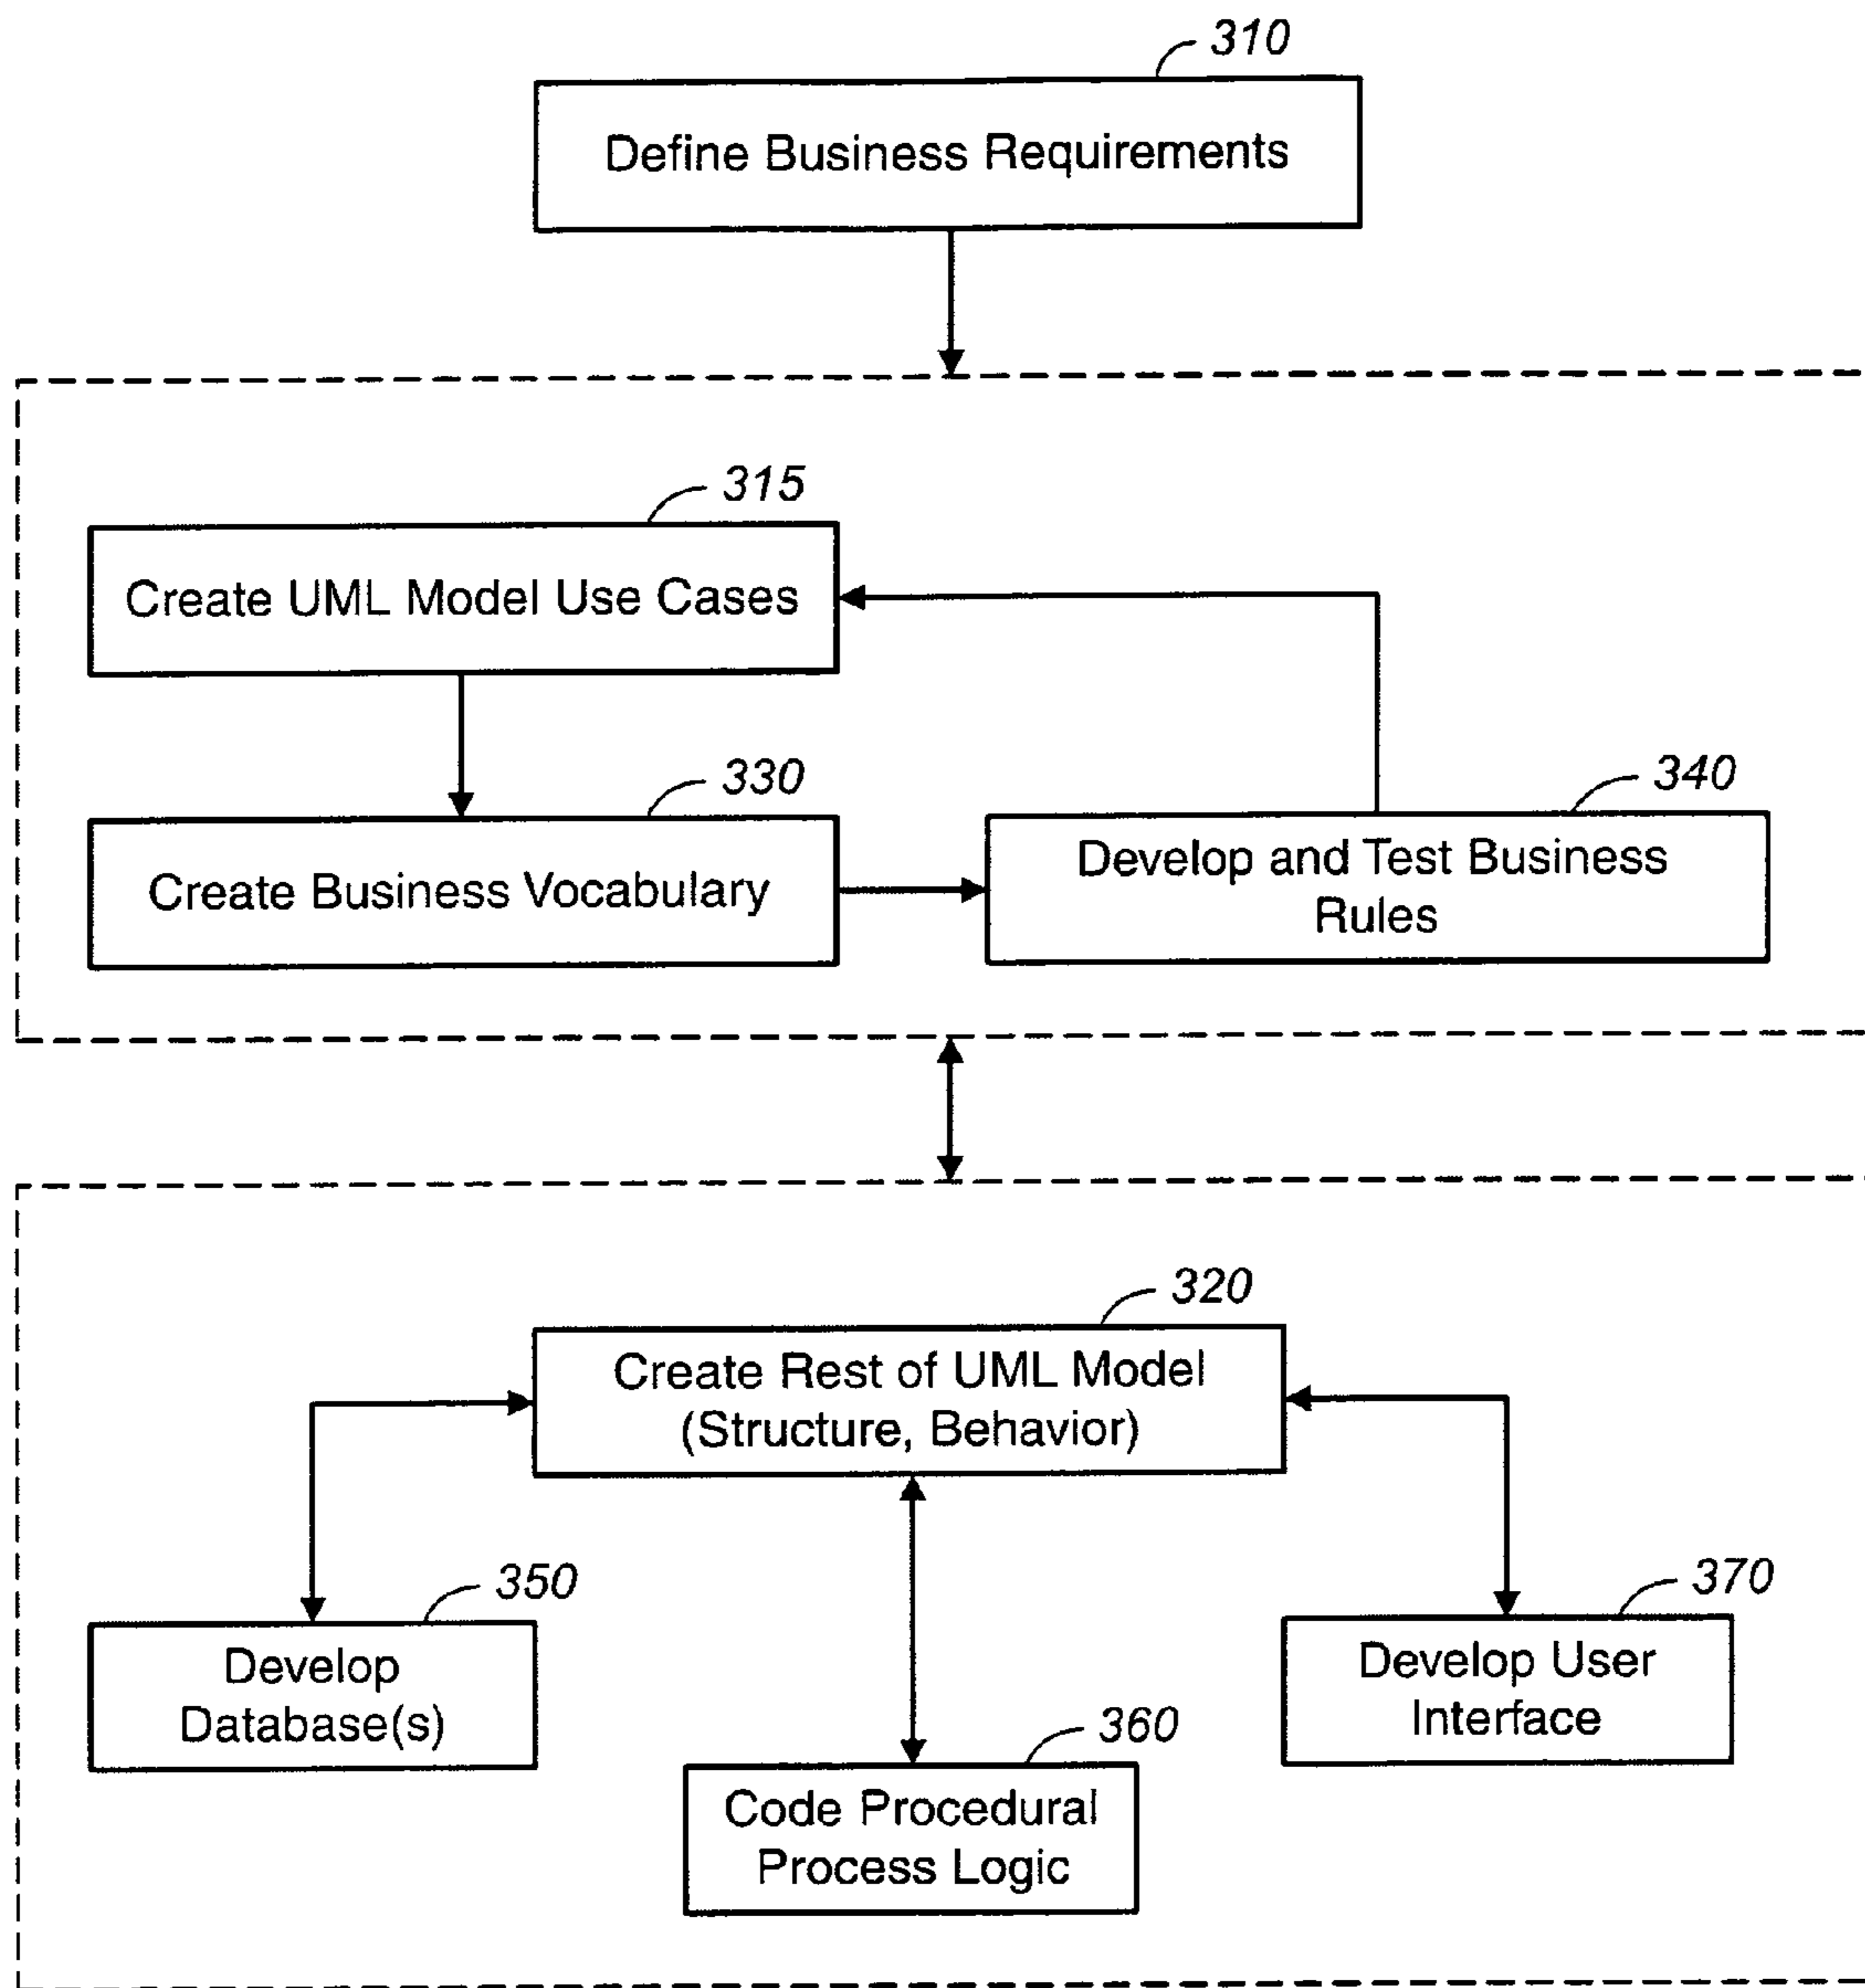 310
Define Business Requirements
315
Create UML Model Use Cases
330
Create Business Vocabulary
340
Develop and Test Business
Rules
320
Create Rest of UML Model
(Structure, Behavior)
350
Develop
Database(s)
360
Code Procedural
Process Logic
370
Develop User
Interface